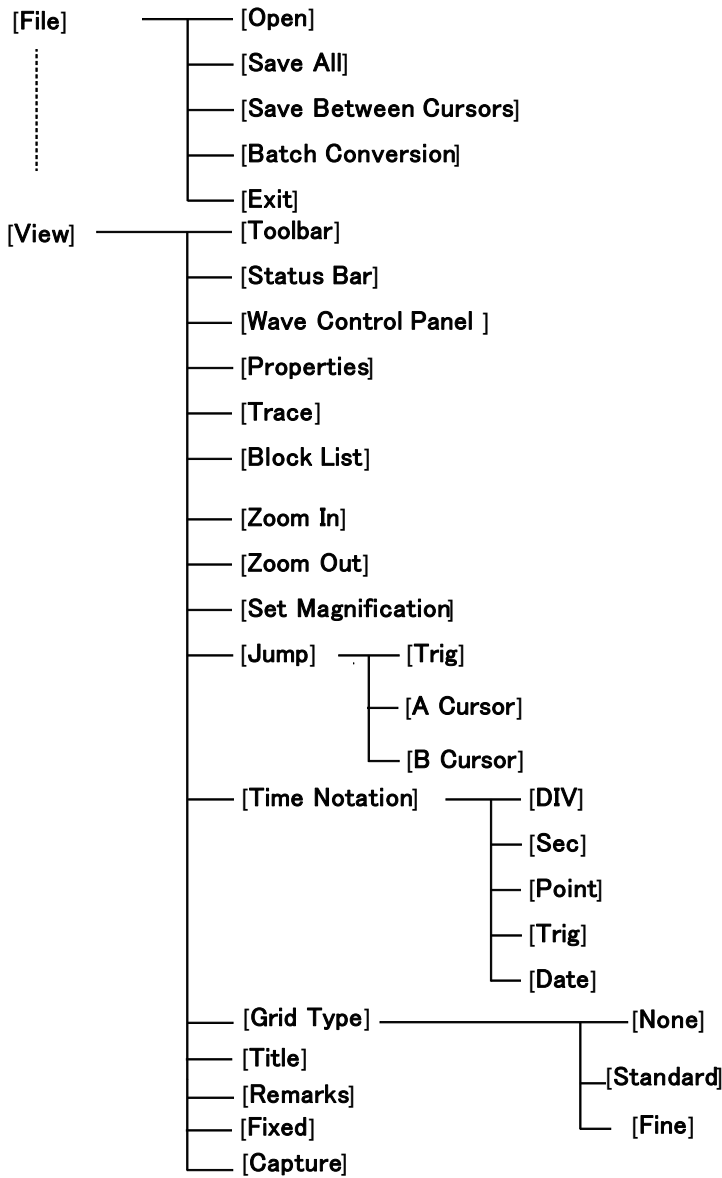 [File] [Open]
[Save All]
[Save Between Cursors]
[Batch Conversion]
[Exit]
[View] [Toolbar]
[Status Bar]
[Wave Control Panel ]
[Properties]
[Trace]
[Block List]
[Zoom In]
[Zoom Out]
[Set Magnification]
[Jump] [Trig]
[A Cursor]
[B Cursor]
[Time Notation] [DIV]
[Sec]
[Point]
[Trig]
[Date]
[Grid Type] [None]
[Title]
[Standard]
[Remarks]
[Fixed] [Fine]
[Capture]